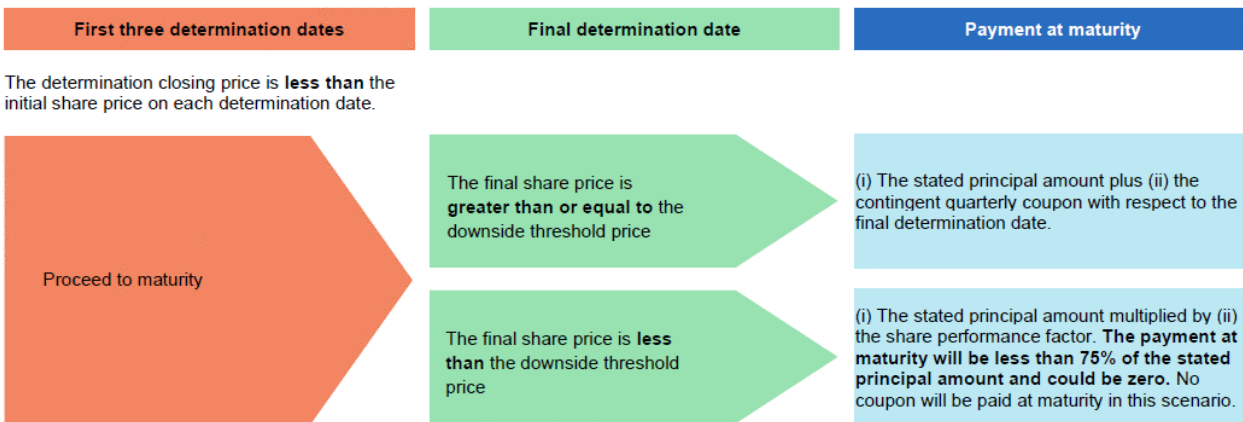 First three determination dates
Final determination date
Payment at maturity
The determination closing price is less than the
initial share price on each determination date.
Proceed to maturity
The final share price is
greater than or equal to the
downside threshold price
(i) The stated principal amount plus (ii) the
contingent quarterly coupon with respect to the
final determination date.
The final share price is less
than the downside threshold
price
(i) The stated principal amount multiplied by (ii)
the share performance factor. The payment at
maturity will be less than 75% of the stated
principal amount and could be zero. No
coupon will be paid at maturity in this scenario.